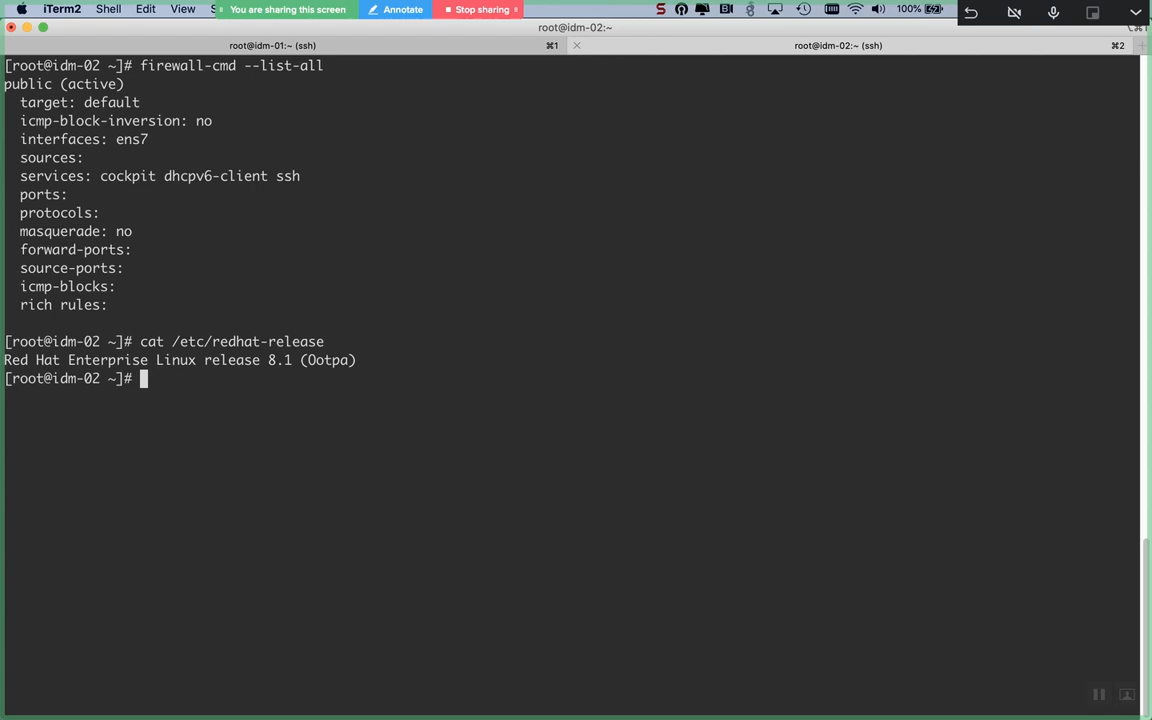 iTerm2 Shell Edit View S You are sharing this screen Annotate Stop sharing 100%
root@idm-02:~
root@idm-01:~ (ssh) ⌘1 root@idm-02:~ (ssh) ⌘2
[root@idm-02 ~]# firewall-cmd --list-all
public (active)
  target: default
  icmp-block-inversion: no
  interfaces: ens7
  sources:
  services: cockpit dhcpv6-client ssh
  ports:
  protocols:
  masquerade: no
  forward-ports:
  source-ports:
  icmp-blocks:
  rich rules:
[root@idm-02 ~]# cat /etc/redhat-release
Red Hat Enterprise Linux release 8.1 (Ootpa)
[root@idm-02 ~]#